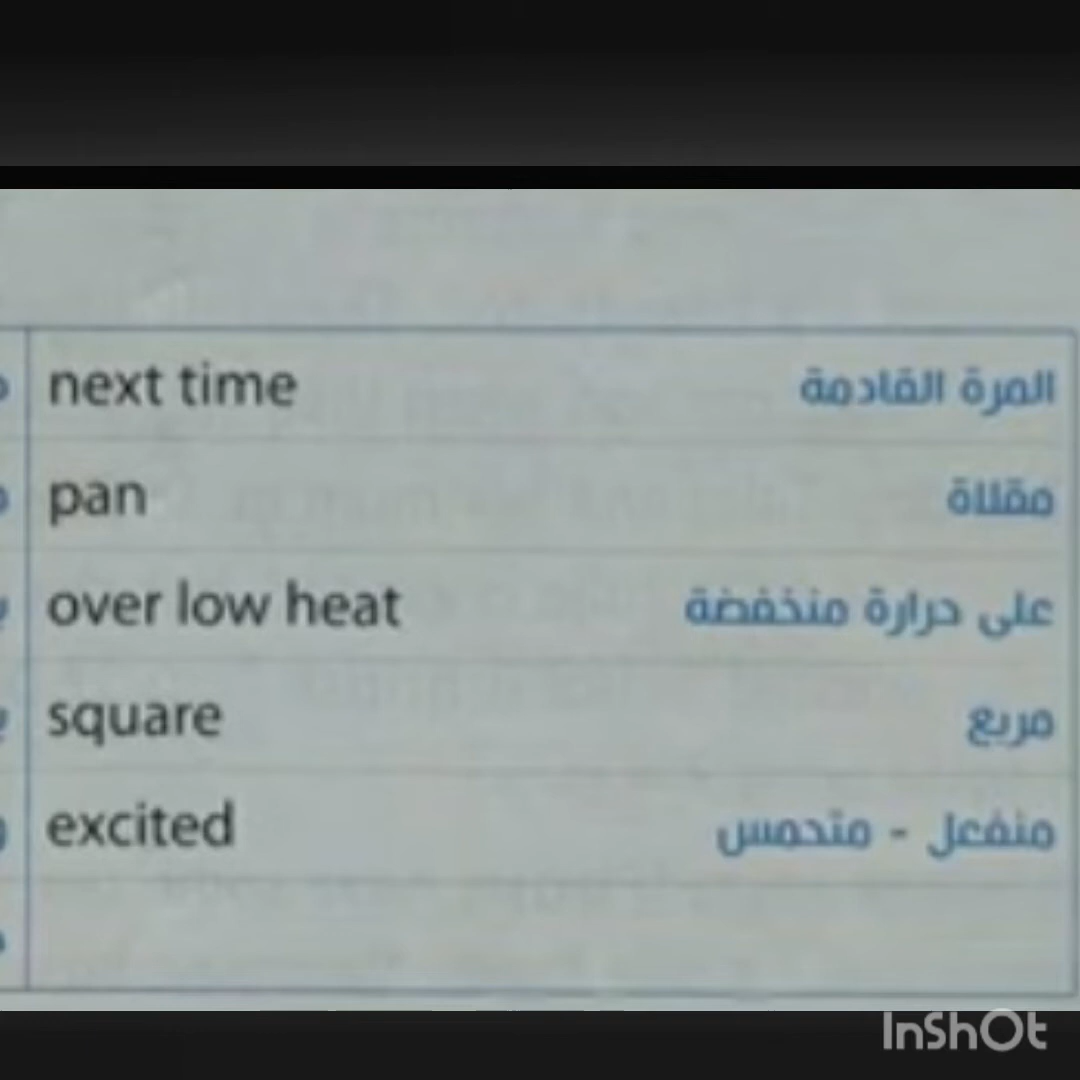 next time المرة القادمة
pan مقلاة
over low heat على حرارة منخفضة
square مربع
excited منفعل - متحمس
InShOt